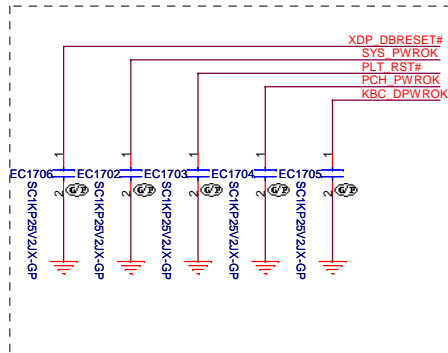 XDP_DBRESET#
SYS_PWROK
PLT_RST#
PCH_PWROK
KBC_DPWROK
1 1 1 1 1
EC1706 EC1702 EC1703 EC1704 EC1705
2 2 2 2 2
SC1KP25V2JX-GP
SC1KP25V2JX-GP
SC1KP25V2JX-GP
SC1KP25V2JX-GP
SC1KP25V2JX-GP